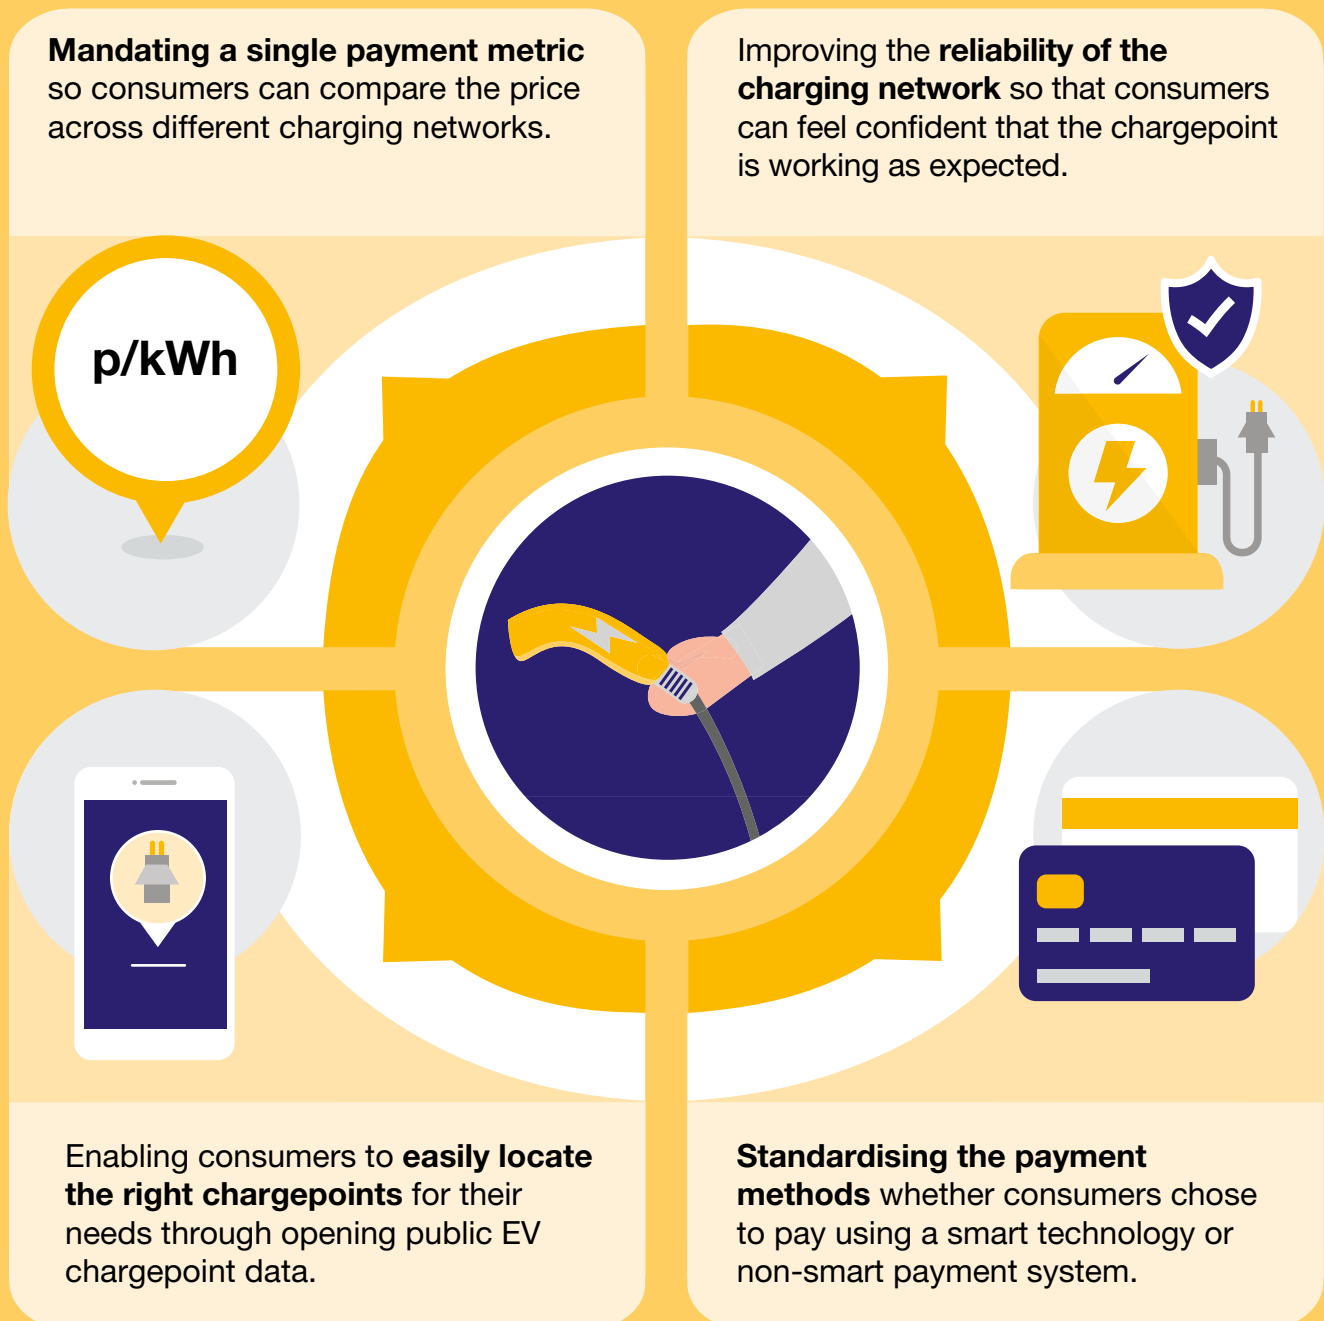 Mandating a single payment metric
so consumers can compare the price
across different charging networks.
Improving the reliability of the
charging network so that consumers
can feel confident that the chargepoint
is working as expected.
p/kWh
Enabling consumers to easily locate
the right chargepoints for their
needs through opening public EV
chargepoint data.
Standardising the payment
methods whether consumers chose
to pay using a smart technology or
non-smart payment system.